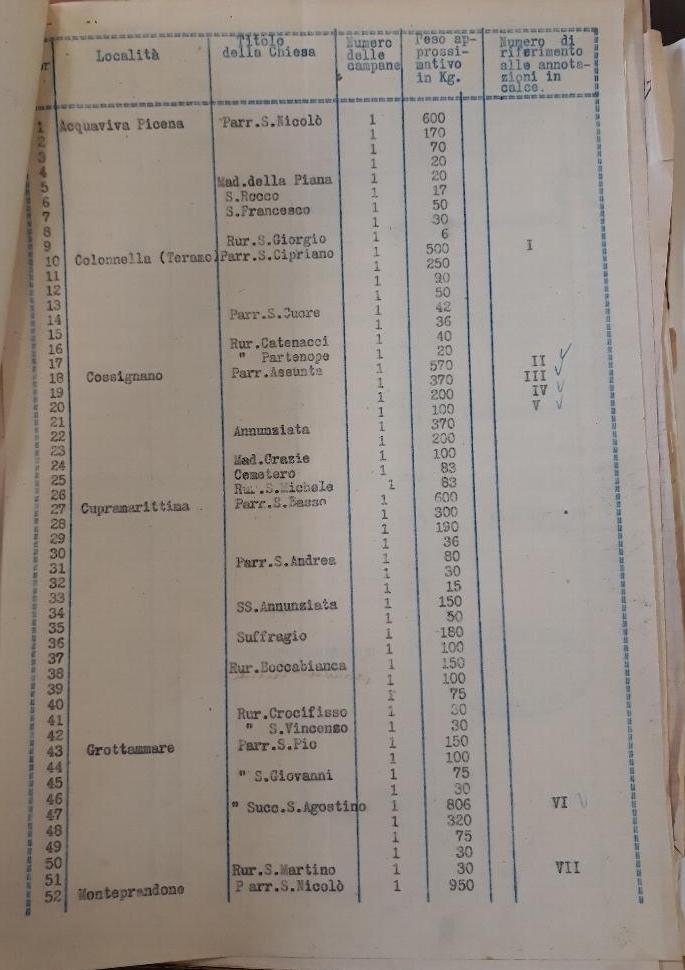 Località Titolo della Chiesa Numero delle campane Peso approssimativo in Kg. Numero di riferimento alle annotazioni in calce.
1 Acquaviva Picena Parr.S.Nicolò 1 600
2 1 170
3 1 70
4 1 20
5 Mad.della Piana 1 20
6 S.Rocco 1 17
7 S.Francesco 1 50
8 1 30
9 Rur.S.Giorgio 1 6
10 Colonnella (Teramo) Parr.S.Cipriano 1 500 I
11 1 250
12 1 90
13 1 50
14 Parr.S.Cuore 1 42
15 1 36
16 Rur.Catenacci 1 40
17 " Partenope 1 20
18 Cossignano Parr.Assunta 1 570 II
19 1 370 III
20 1 200 IV
21 1 100 V
22 Annunziata 1 370
23 1 200
24 Mad.Grazie 1 100
25 Cemetero 1 83
26 Rur.S.Michele 1 83
27 Cupramarittima Parr.S.Basso 1 600
28 1 300
29 1 190
30 1 36
31 Parr.S.Andrea 1 80
32 1 30
33 1 15
34 SS.Annunziata 1 150
35 1 50
36 Suffragio 1 180
37 1 100
38 Rur.Boccabianca 1 150
39 1 100
40 1 75
41 Rur.Crocifisso 1 30
42 " S.Vincenzo 1 30
43 Grottammare Parr.S.Pio 1 150
44 1 100
45 " S.Giovanni 1 75
46 1 30
47 " Succ.S.Agostino 1 806 VI
48 1 320
49 1 75
50 1 30
51 Rur.S.Martino 1 30 VII
52 Monteprandone P arr.S.Nicolò 1 950